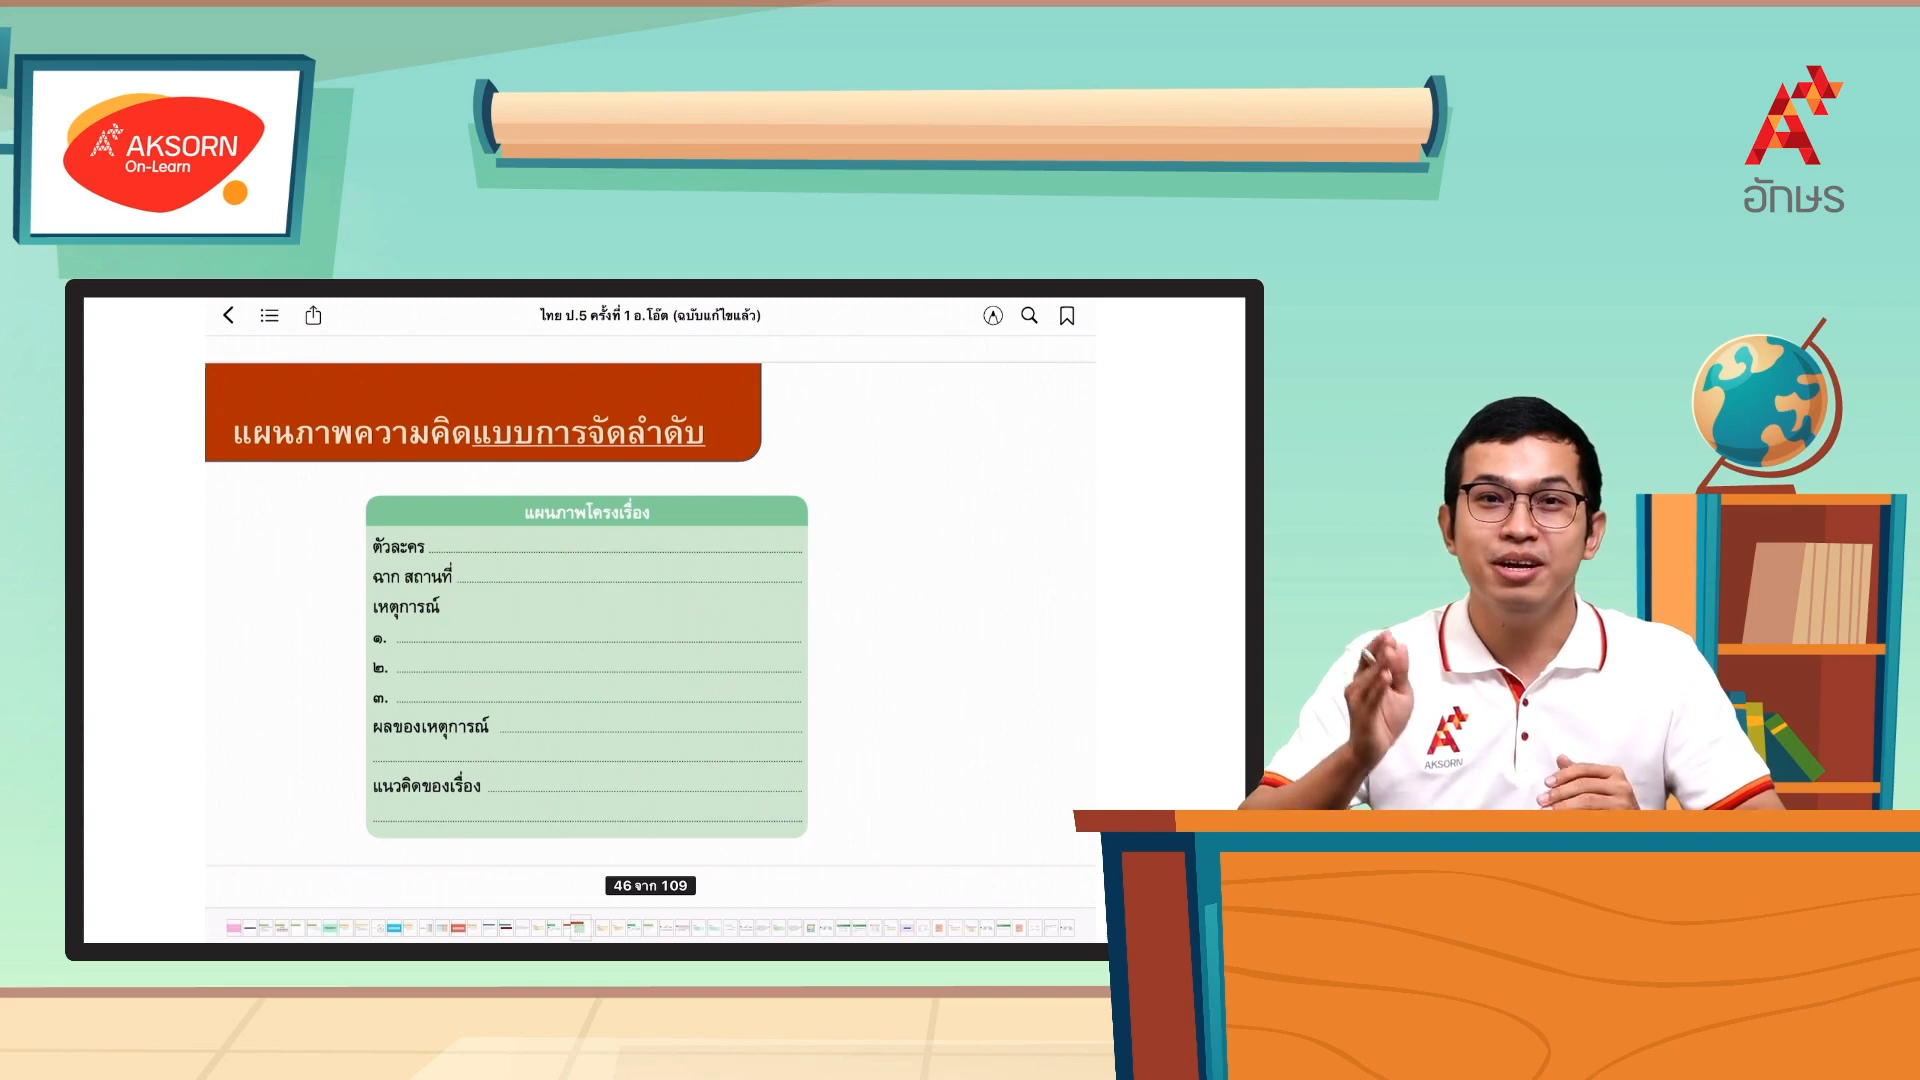 AKSORN
On-Learn
อักษร
ไทย ป.5 ครั้งที่ 1 อ.โอ๊ต (ฉบับแก้ไขแล้ว)
แผนภาพความคิดแบบการจัดลำดับ
แผนภาพโครงเรื่อง
ตัวละคร
ฉาก สถานที่
เหตุการณ์
๑.
๒.
๓.
ผลของเหตุการณ์
แนวคิดของเรื่อง
46 จาก 109
AKSORN